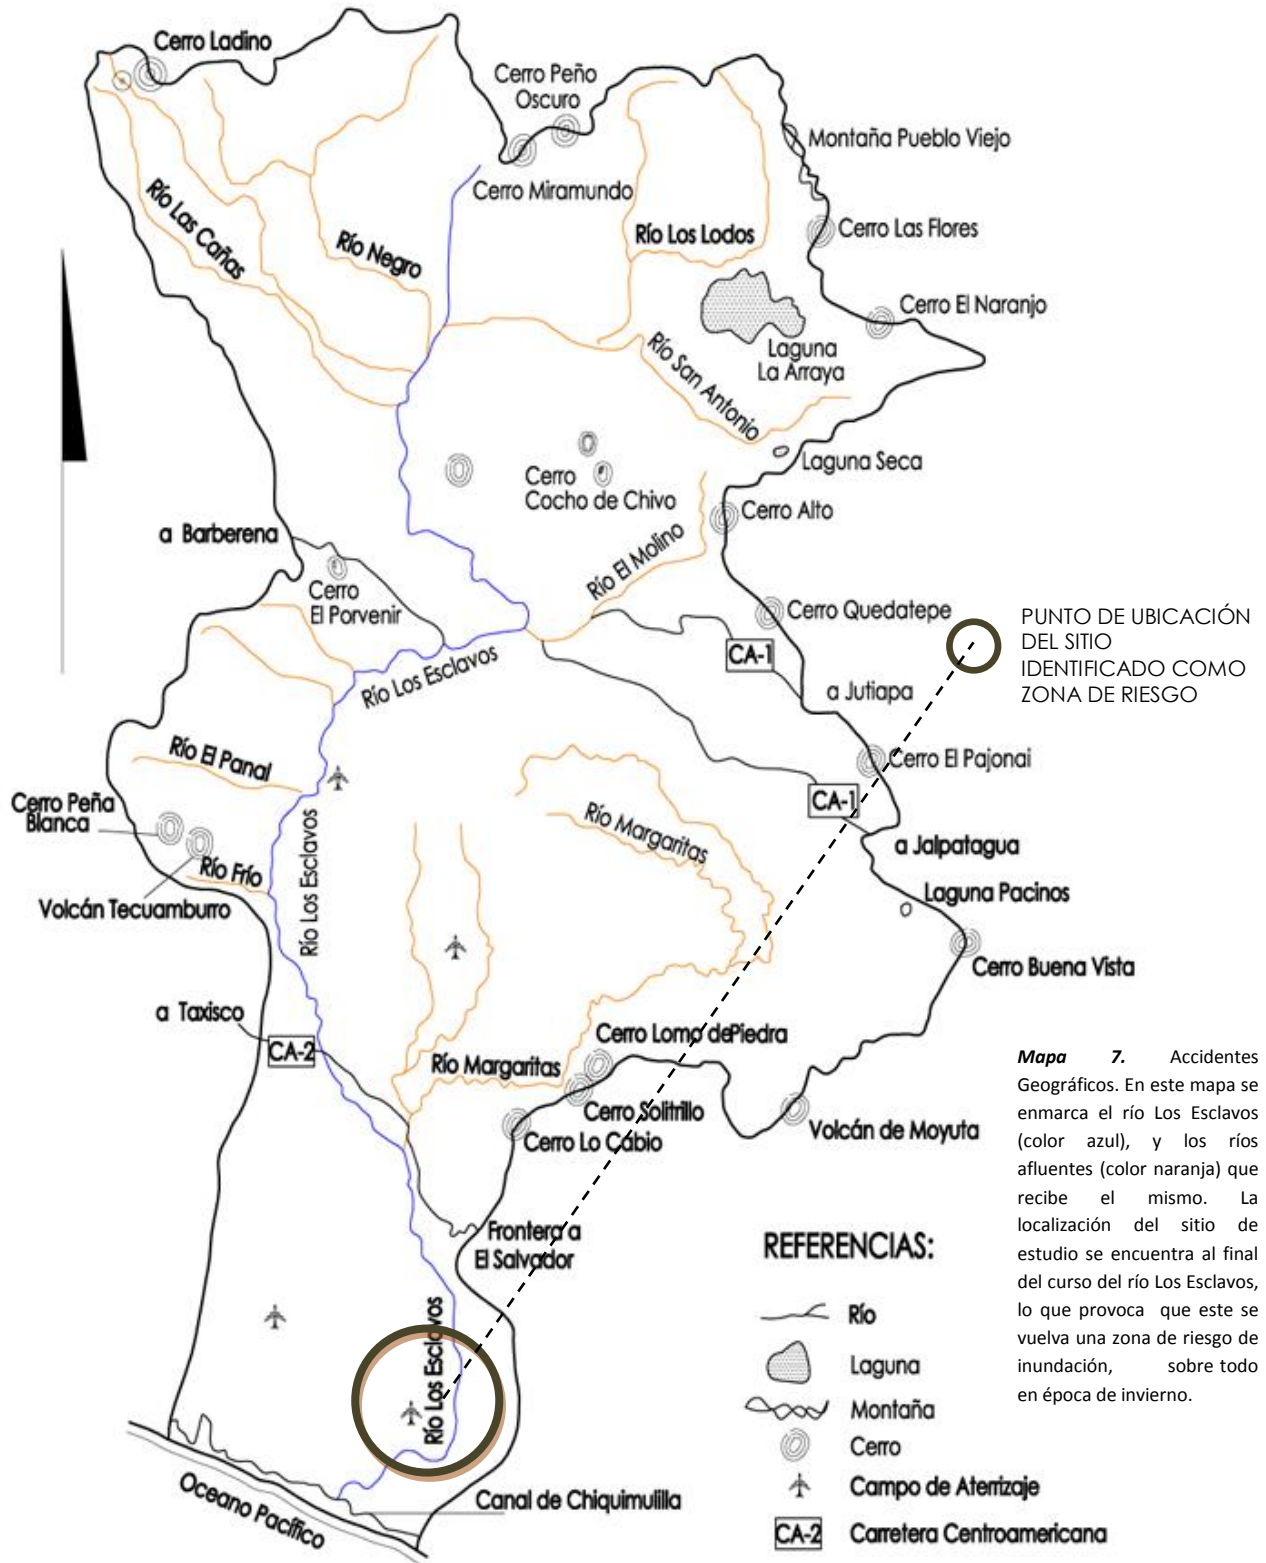 Cerro Ladino
Cerro Peño
Oscuro
Montaña Pueblo Viejo
Cerro Miramundo
Río Las Cañas
Río Negro
Río Los Lodos
Cerro Las Flores
Cerro El Naranjo
Laguna
La Arraya
Río San Antonio
Laguna Seca
Cerro
Cocho de Chivo
Cerro Alto
a Barberena
Río El Molino
Cerro
El Porvenir
Cerro Quedatepe
PUNTO DE UBICACIÓN
DEL SITIO
IDENTIFICADO COMO
ZONA DE RIESGO
CA-1
Río Los Esclavos
a Jutiapa
Río El Panal
Cerro El Pajonai
Cerro Peña
Blanca
CA-1
Río Margaritas
a Jalpatagua
Río Los Esclavos
Río Frío
Volcán Tecuamburro
Laguna Pacinos
Cerro Buena Vista
a Taxisco
CA-2
Cerro Lomo de Piedra
Río Margaritas
Cerro Solitrillo
Cerro Lo Cabio
Volcán de Moyuta
Mapa 7. Accidentes
Geográficos. En este mapa se
enmarca el río Los Esclavos
(color azul), y los ríos
afluentes (color naranja) que
recibe el mismo. La
localización del sitio de
estudio se encuentra al final
del curso del río Los Esclavos,
lo que provoca que este se
vuelva una zona de riesgo de
inundación, sobre todo
en época de invierno.
Frontera a
El Salvador
REFERENCIAS:
Río
Laguna
Montaña
Cerro
Campo de Aterrizaje
CA-2 Carretera Centroamericana
Río Los Esclavos
Canal de Chiquimulilla
Oceano Pacífico